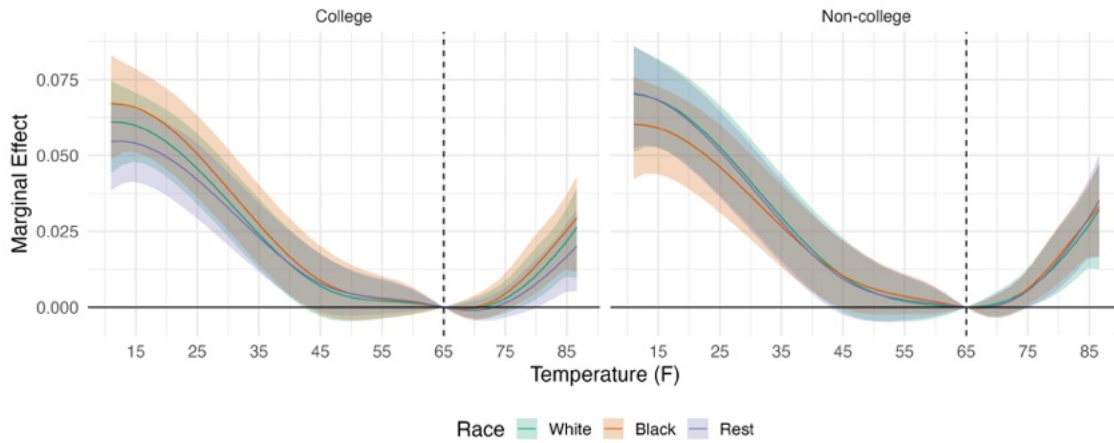 College Non-college
Marginal Effect
0.075
0.050
0.025
0.000
15 25 35 45 55 65 75 85 15 25 35 45 55 65 75 85
Temperature (F)
Race White Black Rest